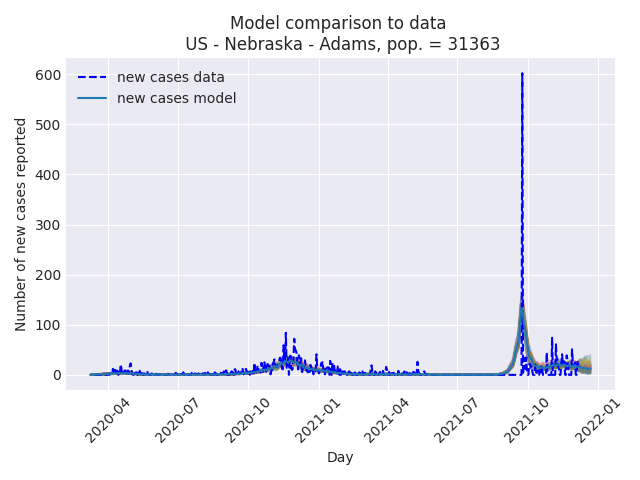 Model comparison to data
US - Nebraska - Adams, pop. = 31363
new cases data
new cases model
Number of new cases reported
600
500
400
300
200
100
0
2020-04
2020-07
2020-10
2021-01
2021-04
2021-07
2021-10
2022-01
Day